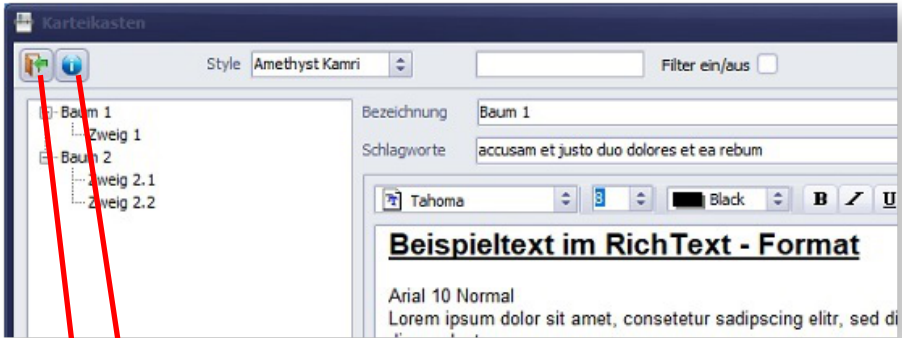 Karteikasten
Style Amethyst Kamri Filter ein/aus
Baum 1
Zweig 1
Baum 2
Zweig 2.1
Zweig 2.2
Bezeichnung Baum 1
Schlagworte accusam et justo duo dolores et ea rebum
Tahoma 8 Black B I U
Beispieltext im RichText - Format
Arial 10 Normal
Lorem ipsum dolor sit amet, consetetur sadipscing elitr, sed di